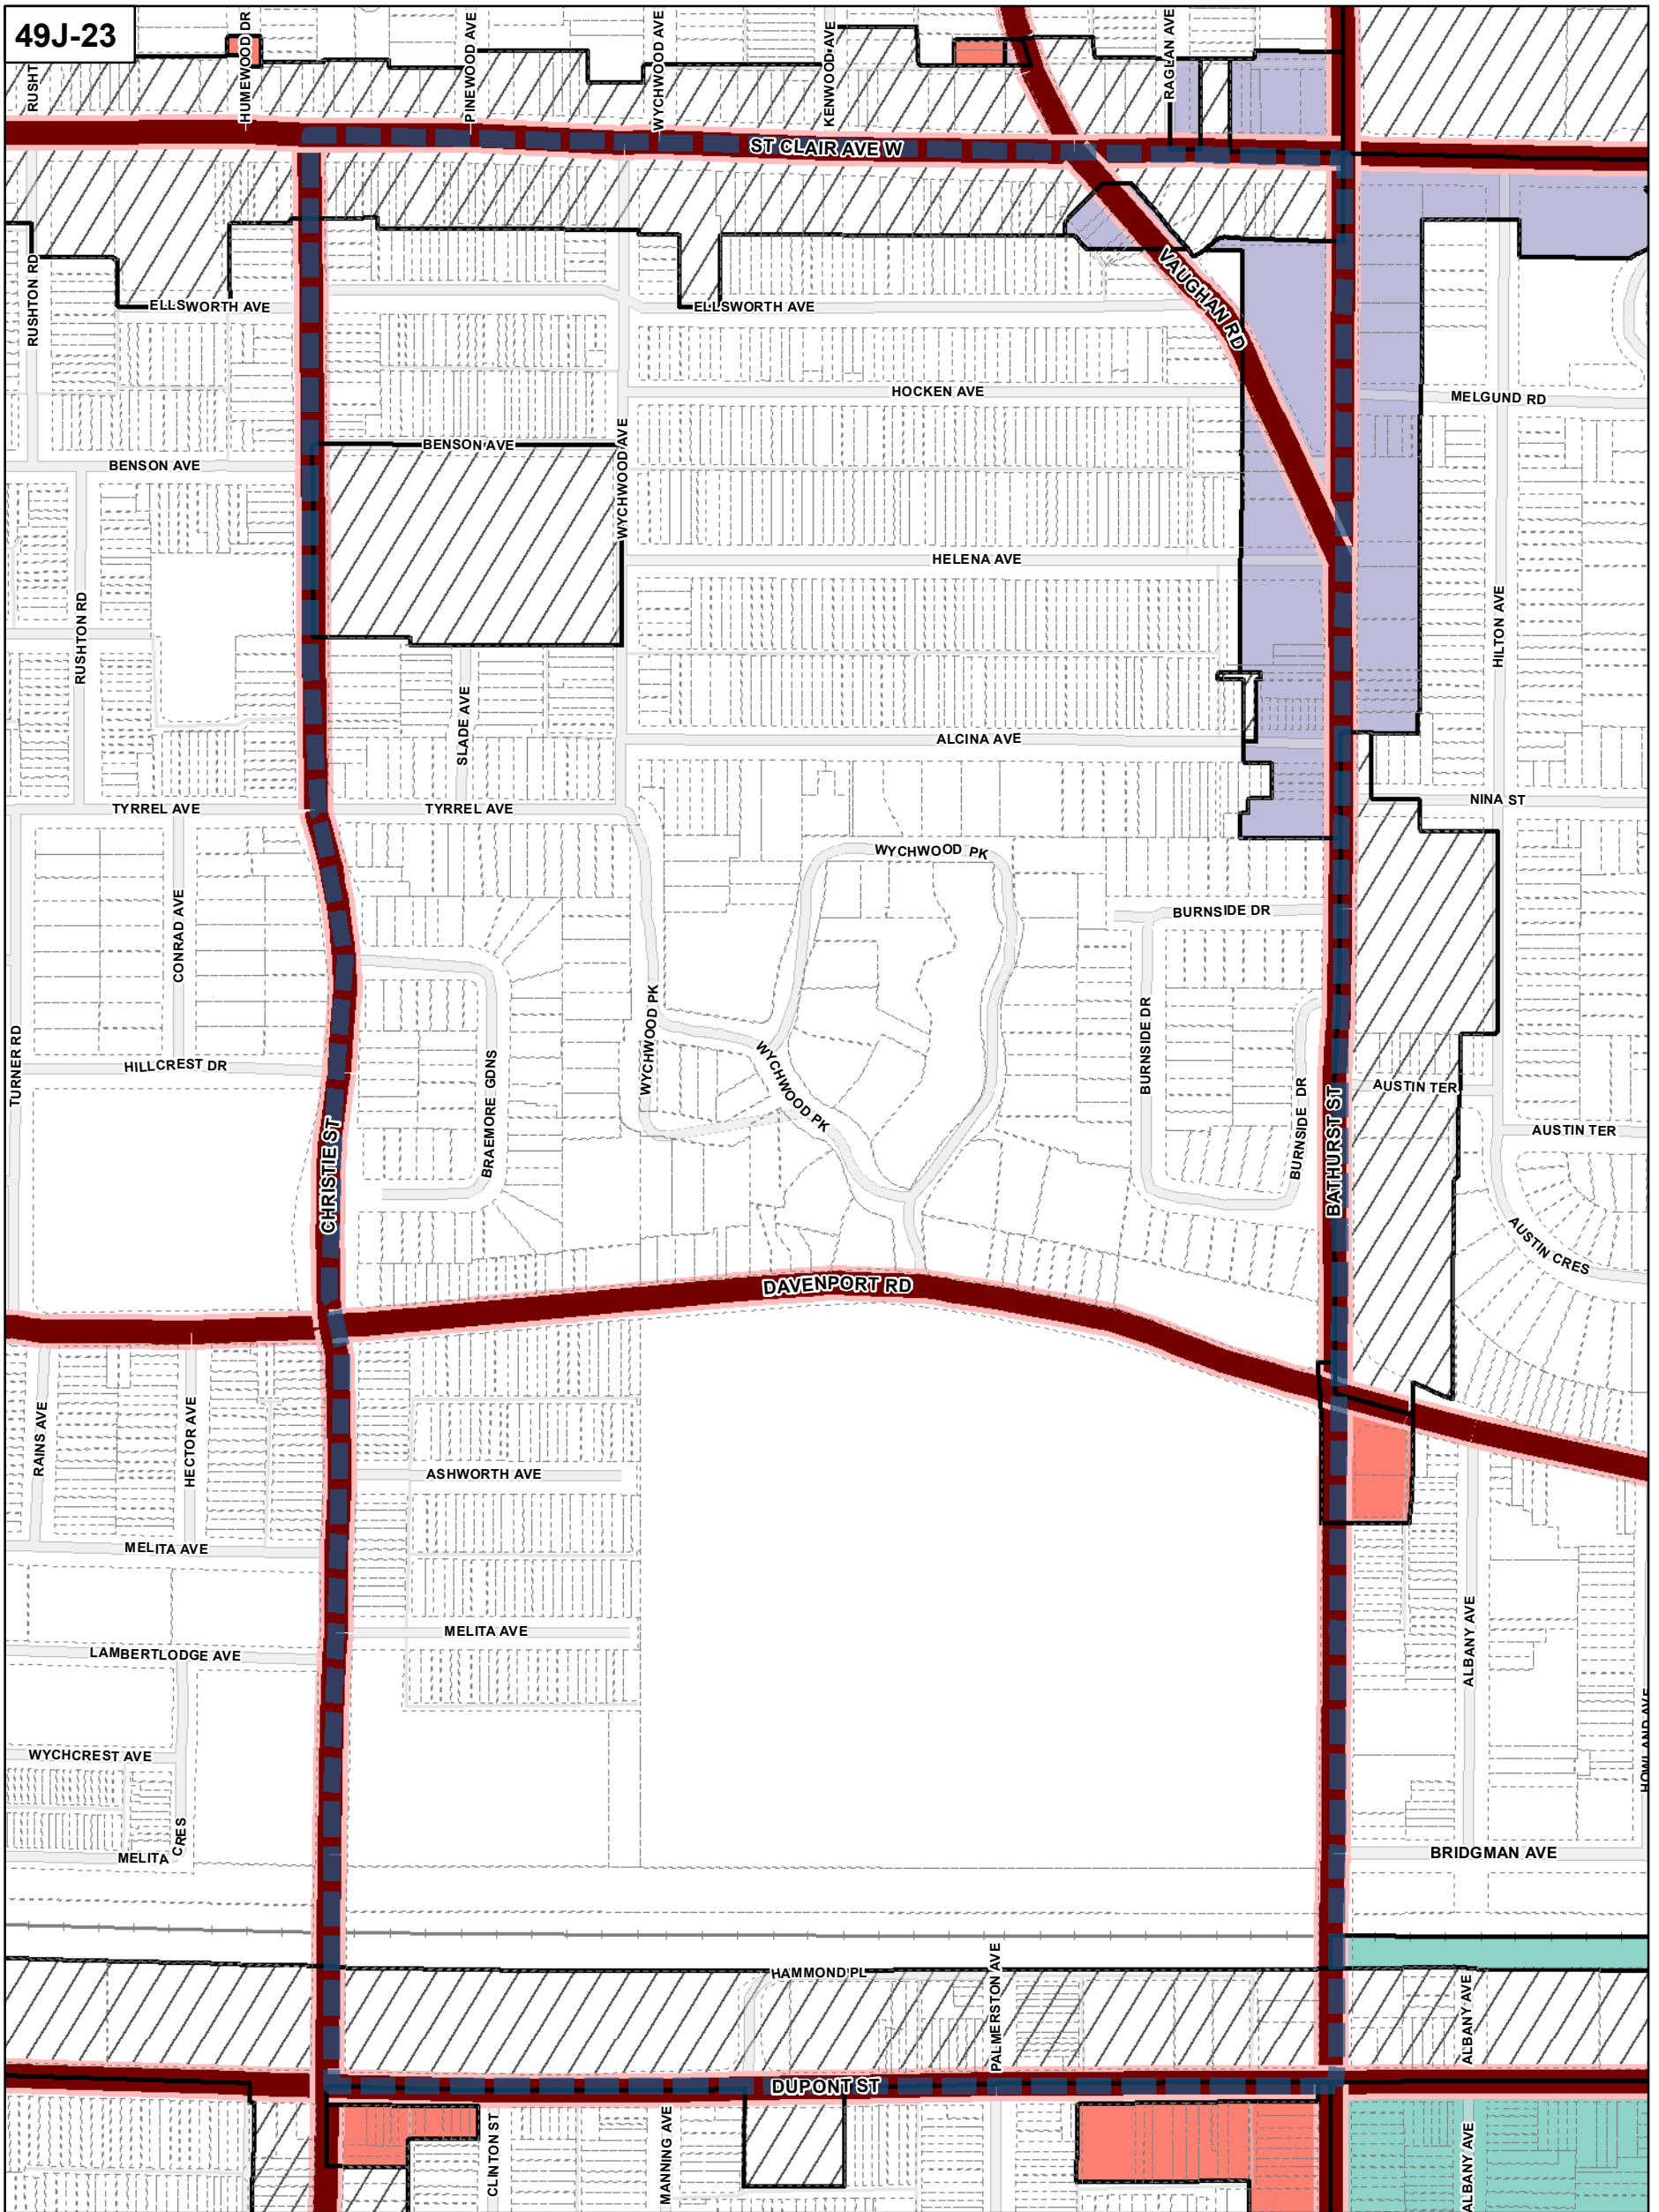 49J-23
RUSHT
HUMEWOOD DR
PINEWOOD AVE
WYCHWOOD AVE
KENWOOD AVE
RAGLAN AVE
ST CLAIR AVE W
RUSHTON RD
ELLSWORTH AVE
ELLSWORTH AVE
VAUGHAN RD
HOCKEN AVE
MELGUND RD
BENSON AVE
BENSON AVE
WYCHWOOD AVE
HELENA AVE
RUSHTON RD
HILTON AVE
SLADE AVE
ALCINA AVE
TYRREL AVE
TYRREL AVE
NINA ST
WYCHWOOD PK
CONRAD AVE
BURNSIDE DR
TURNER RD
HILLCREST DR
BRAEMORE GDNS
WYCHWOOD PK
WYCHWOOD PK
BURNSIDE DR
BURNSIDE DR
BATHURST ST
AUSTIN TER
AUSTIN TER
CHRISTIE ST
AUSTIN CRES
DAVENPORT RD
RAINS AVE
HECTOR AVE
ASHWORTH AVE
MELITA AVE
MELITA AVE
LAMBERTLODGE AVE
ALBANY AVE
WYCHCREST AVE
HOWLAND AVE
MELITA CRES
BRIDGMAN AVE
HAMMOND PL
PALMERSTON AVE
ALBANY AVE
DUPONT ST
CLINTON ST
MANNING AVE
ALBANY AVE